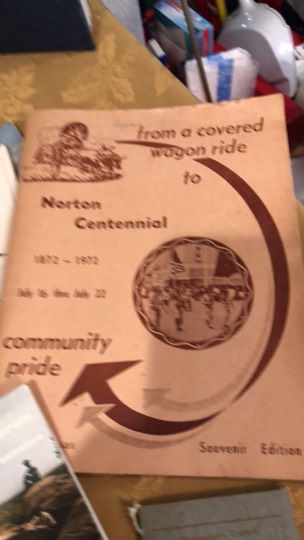 from a covered
wagon ride
to
Norton
Centennial
1872 - 1972
July 16 thru July 22
community
pride
Souvenir Edition